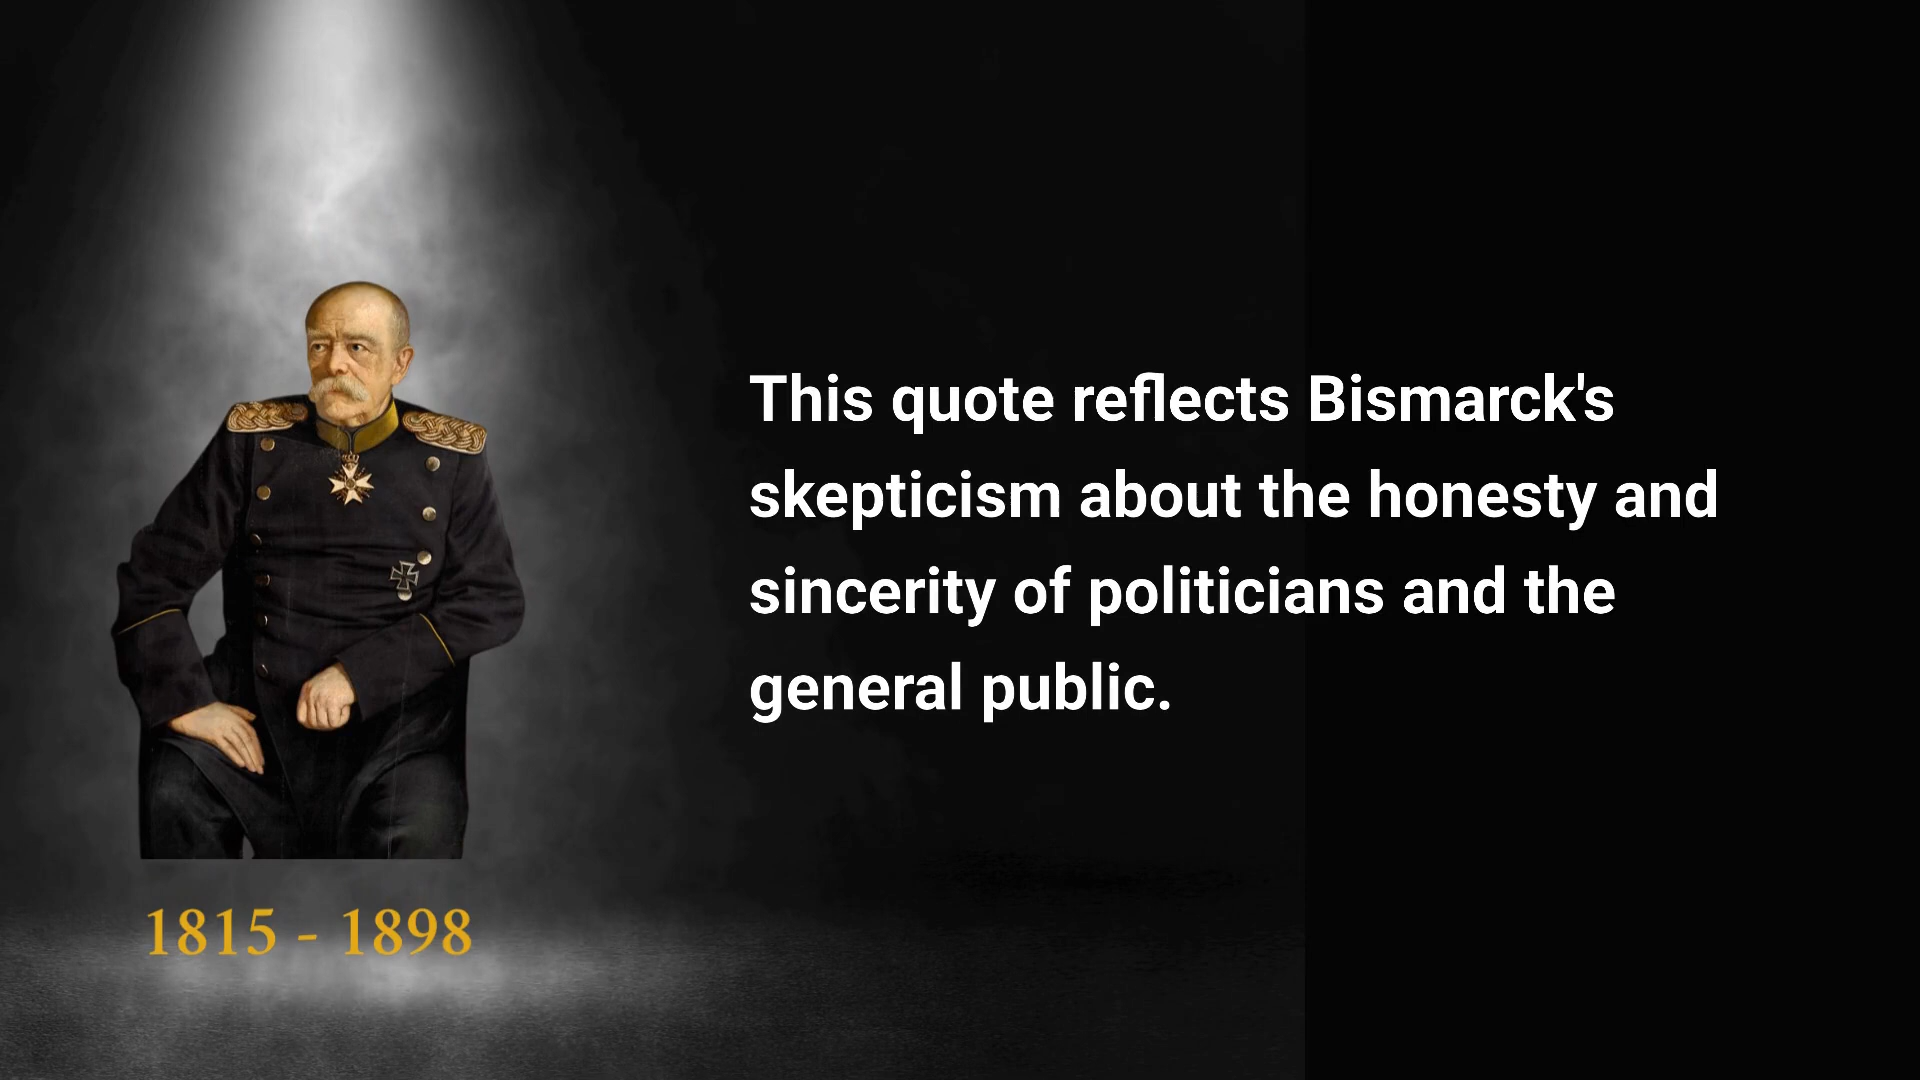 This quote reflects Bismarck's
skepticism about the honesty and
sincerity of politicians and the
general public.
1815 - 1898